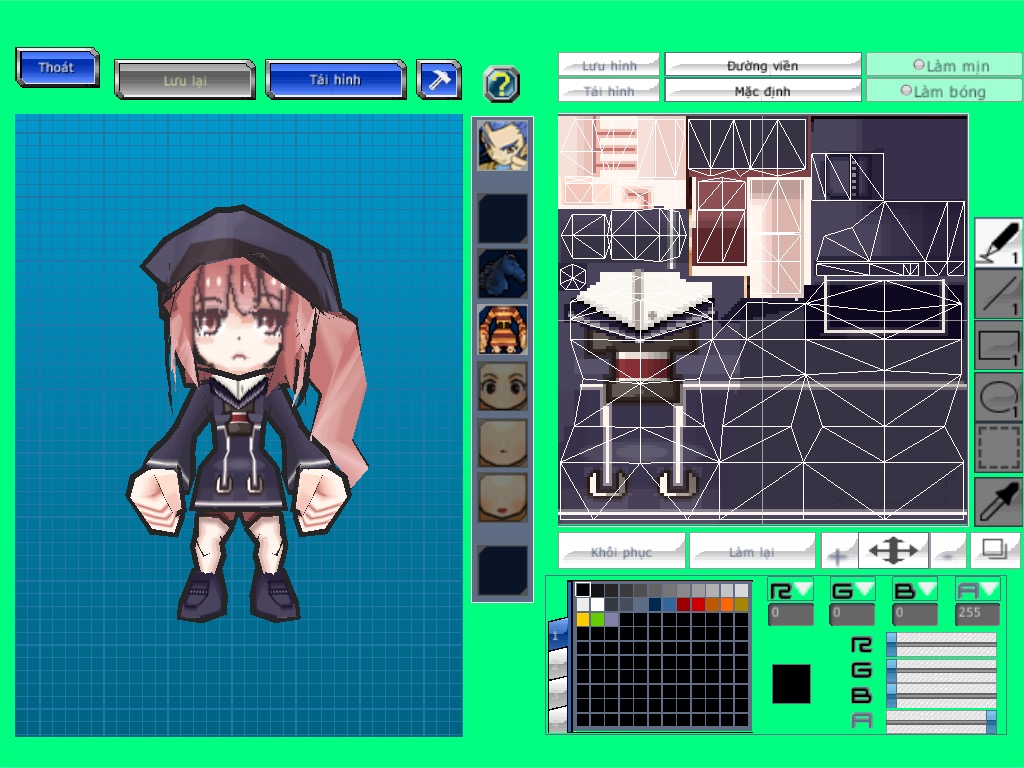 Thoát
Lưu lại
Tải hình
?
Lưu hình
Đường viền
Làm mịn
Tải hình
Mặc định
Làm bóng
1
1
1
1
Khôi phục
Làm lại
R G B A
0 0 0 255
1
R
G
B
A